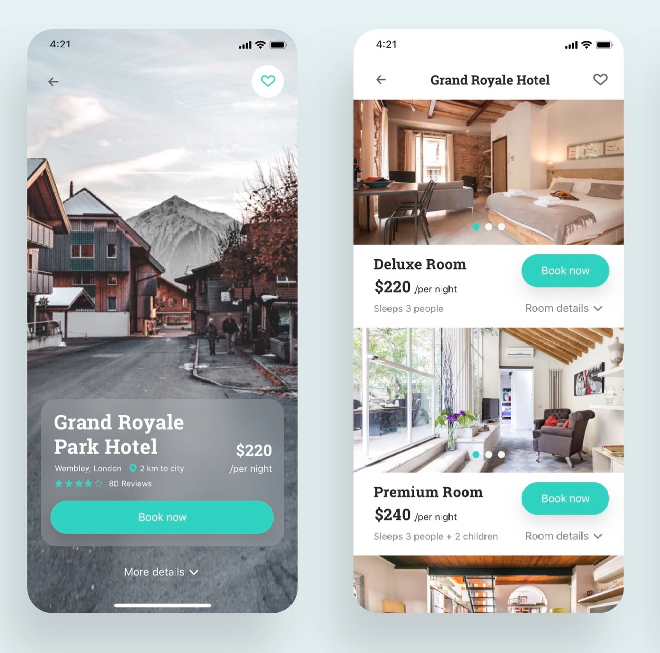 4:21
Grand Royale
Park Hotel
$220
/per night
Wembley, London
2 km to city
80 Reviews
Book now
More details
4:21
Grand Royale Hotel
Deluxe Room
$220 /per night
Sleeps 3 people
Book now
Room details
Premium Room
$240 /per night
Sleeps 3 people + 2 children
Book now
Room details